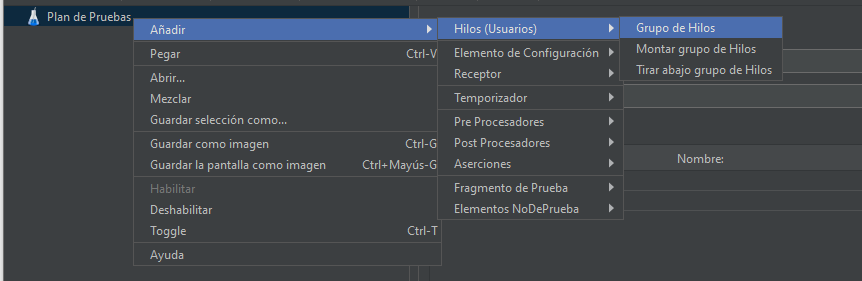 Plan de Pruebas
Añadir
Pegar Ctrl-V
Abrir...
Mezclar
Guardar selección como...
Guardar como imagen Ctrl-G
Guardar la pantalla como imagen Ctrl+Mayús-G
Habilitar
Deshabilitar
Toggle Ctrl-T
Ayuda
Hilos (Usuarios)
Elemento de Configuración
Receptor
Temporizador
Pre Procesadores
Post Procesadores
Aserciones
Fragmento de Prueba
Elementos NoDePrueba
Grupo de Hilos
Montar grupo de Hilos
Tirar abajo grupo de Hilos
Nombre: